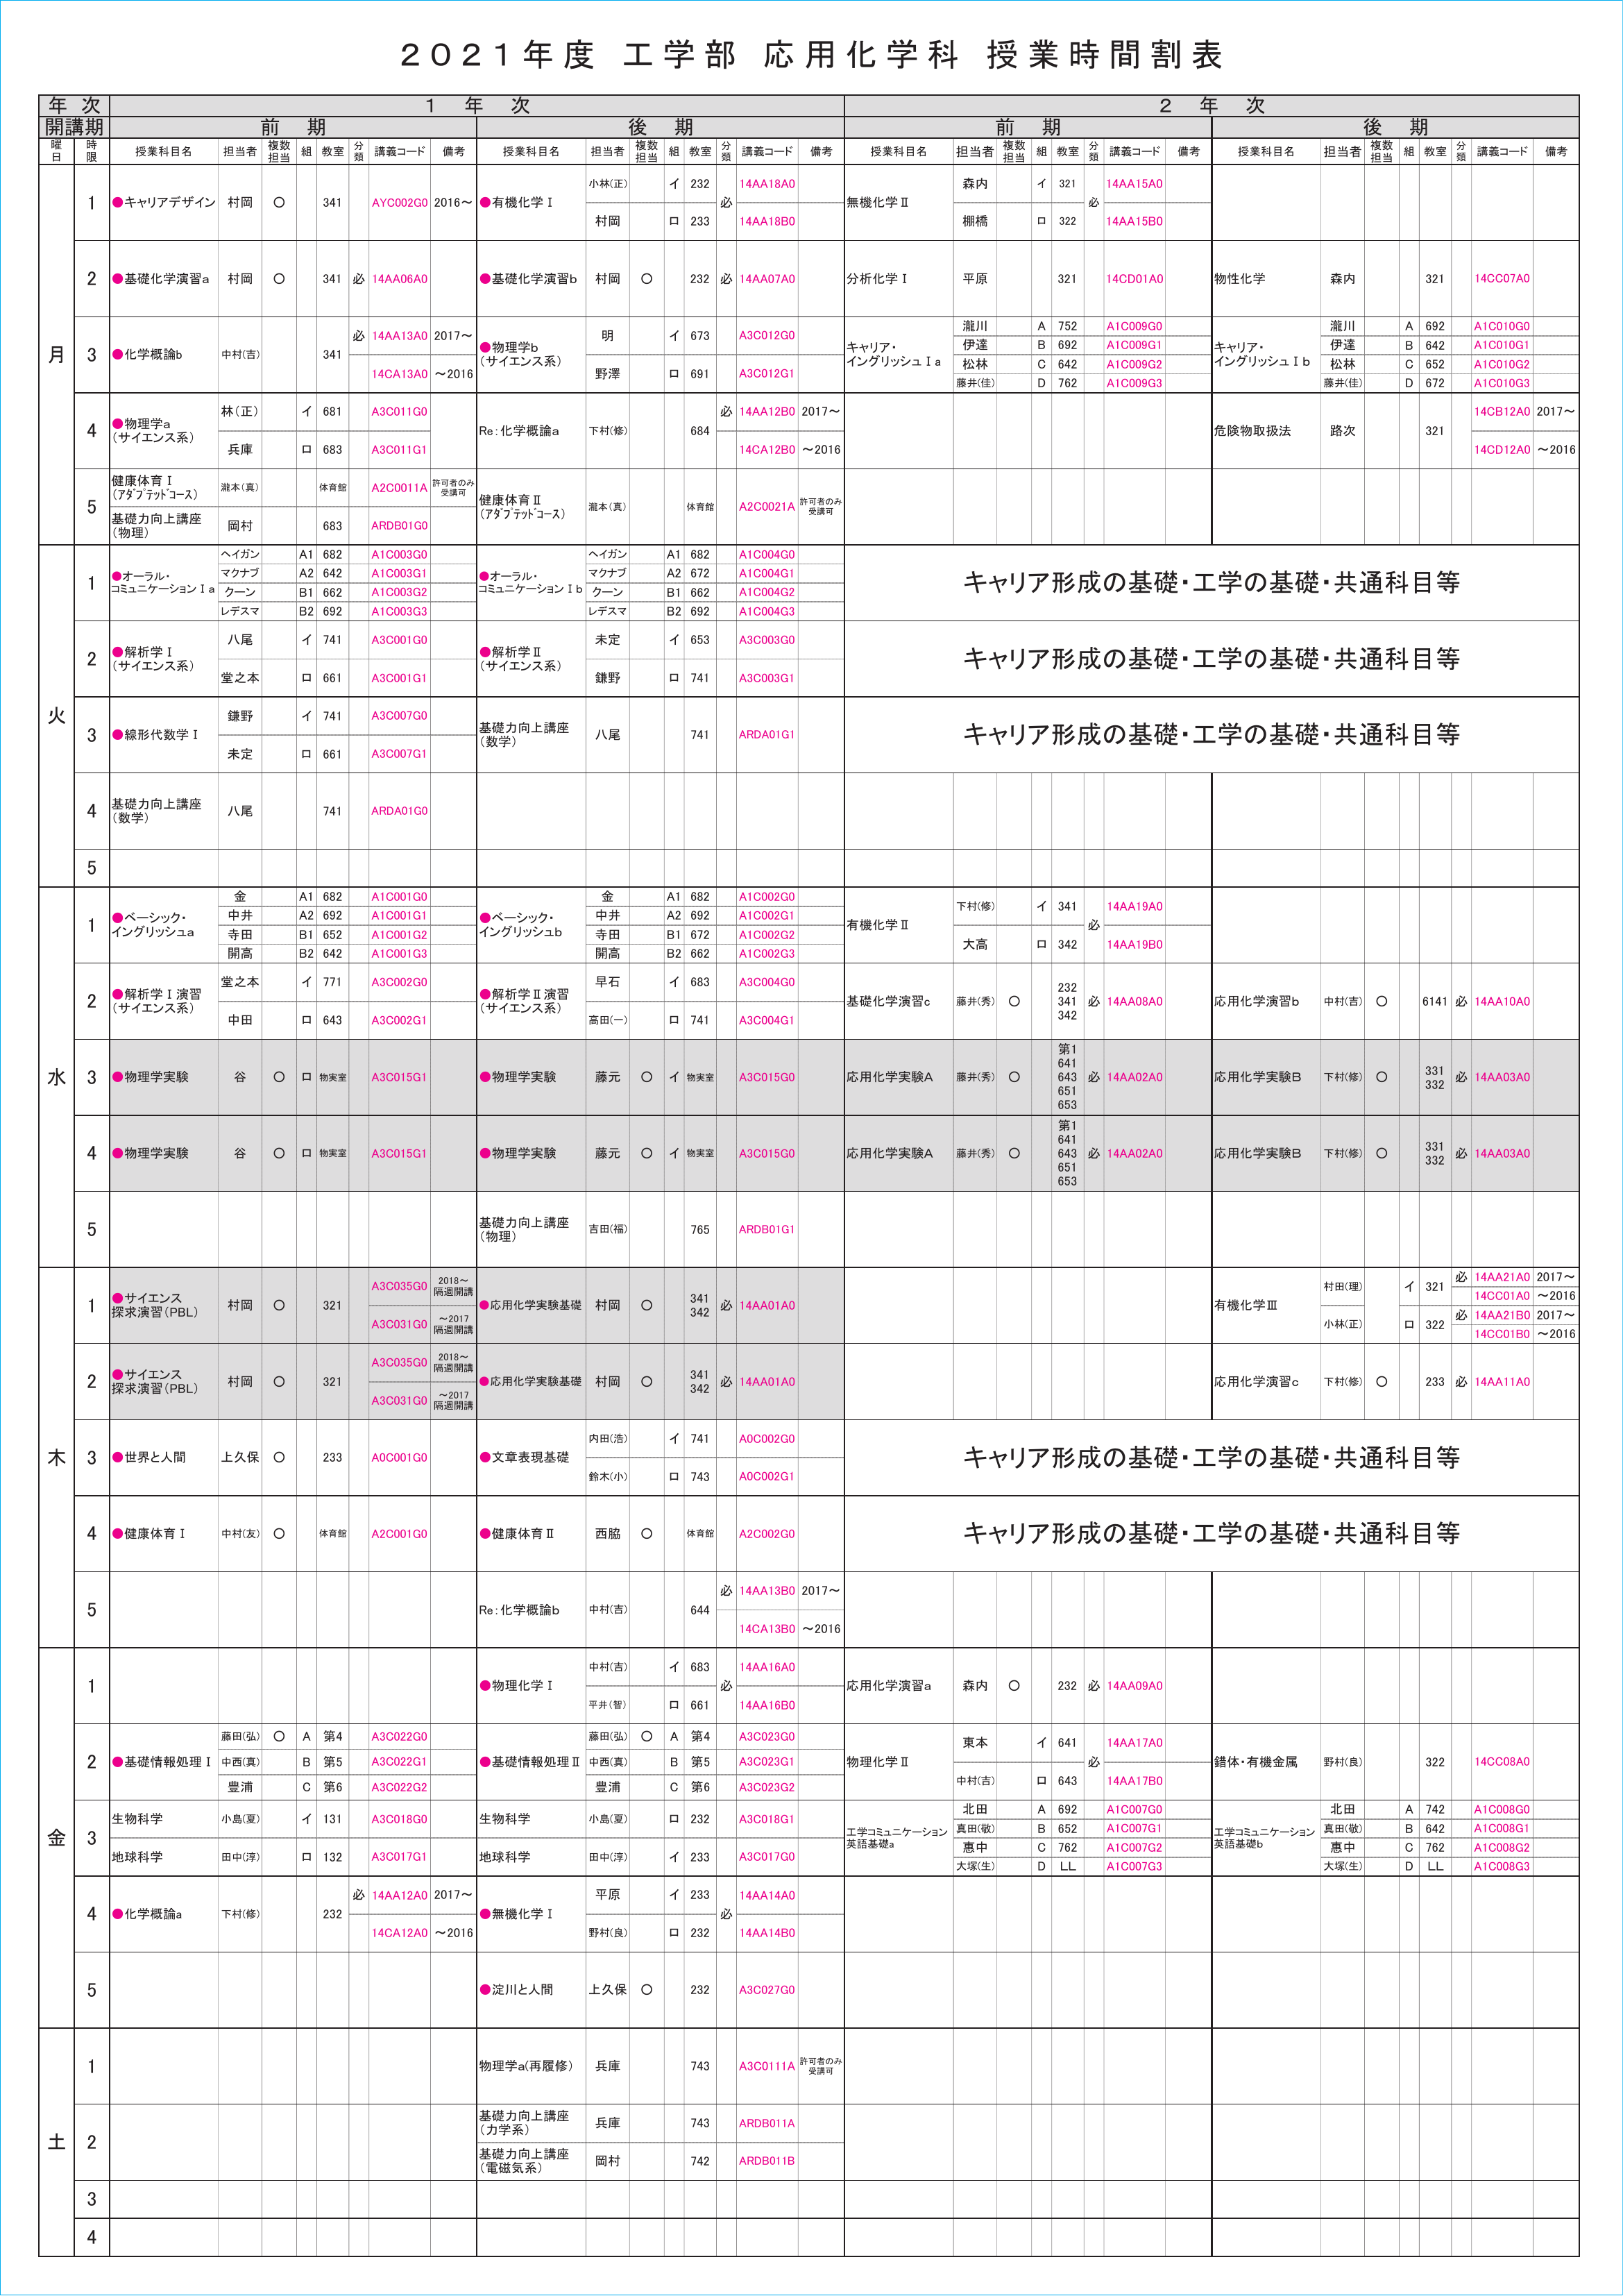 2021年度 工学部 応用化学科 授業時間割表
年次 1年次 2年次
開講期 前期 後期 前期 後期
曜日 時限 授業科目名 担当者 複数担当 組 教室 分類 講義コード 備考 授業科目名 担当者 複数担当 組 教室 分類 講義コード 備考 授業科目名 担当者 複数担当 組 教室 分類 講義コード 備考 授業科目名 担当者 複数担当 組 教室 分類 講義コード 備考
月
1 ●キャリアデザイン 村岡 ○ 341 AYC002G0 2016～
●有機化学Ⅰ 小林(正) イ 232 必 14AA18A0
村岡 ロ 233 14AA18B0
無機化学Ⅱ 森内 イ 321 必 14AA15A0
棚橋 ロ 322 14AA15B0
2 ●基礎化学演習a 村岡 ○ 341 必 14AA06A0
●基礎化学演習b 村岡 ○ 232 必 14AA07A0
分析化学Ⅰ 平原 321 14CD01A0
物性化学 森内 321 14CC07A0
3 ●化学概論b 中村(吉) 341 必 14AA13A0 2017～
14CA13A0 ～2016
●物理学b
(サイエンス系)
明 イ 673 A3C012G0
野澤 ロ 691 A3C012G1
キャリア・
イングリッシュⅠa
瀧川 A 752 A1C009G0
伊達 B 692 A1C009G1
松林 C 642 A1C009G2
藤井(佳) D 762 A1C009G3
キャリア・
イングリッシュⅠb
瀧川 A 692 A1C010G0
伊達 B 642 A1C010G1
松林 C 652 A1C010G2
藤井(佳) D 672 A1C010G3
4 ●物理学a
(サイエンス系)
林(正) イ 681 A3C011G0
兵庫 ロ 683 A3C011G1
Re:化学概論a 下村(修) 684 必 14AA12B0 2017～
14CA12B0 ～2016
危険物取扱法 路次 321 14CB12A0 2017～
14CD12A0 ～2016
5 健康体育Ⅰ
(アダプテッドコース)
瀧本(真) 体育館 A2C0011A 許可者のみ受講可
基礎力向上講座
(物理)
岡村 683 ARDB01G0
健康体育Ⅱ
(アダプテッドコース)
瀧本(真) 体育館 A2C0021A 許可者のみ受講可
火
1 ●オーラル・
コミュニケーションⅠa
ヘイガン A1 682 A1C003G0
マクナブ A2 642 A1C003G1
クーン B1 662 A1C003G2
レデスマ B2 692 A1C003G3
●オーラル・
コミュニケーションⅠb
ヘイガン A1 682 A1C004G0
マクナブ A2 672 A1C004G1
クーン B1 662 A1C004G2
レデスマ B2 692 A1C004G3
キャリア形成の基礎・工学の基礎・共通科目等
2 ●解析学Ⅰ
(サイエンス系)
八尾 イ 741 A3C001G0
堂之本 ロ 661 A3C001G1
●解析学Ⅱ
(サイエンス系)
未定 イ 653 A3C003G0
鎌野 ロ 741 A3C003G1
キャリア形成の基礎・工学の基礎・共通科目等
3 ●線形代数学Ⅰ
鎌野 イ 741 A3C007G0
未定 ロ 661 A3C007G1
基礎力向上講座
(数学)
八尾 741 ARDA01G1
キャリア形成の基礎・工学の基礎・共通科目等
4 基礎力向上講座
(数学)
八尾 741 ARDA01G0
5
水
1 ●ベーシック・
イングリッシュa
金 A1 682 A1C001G0
中井 A2 692 A1C001G1
寺田 B1 652 A1C001G2
開高 B2 642 A1C001G3
●ベーシック・
イングリッシュb
金 A1 682 A1C002G0
中井 A2 692 A1C002G1
寺田 B1 672 A1C002G2
開高 B2 662 A1C002G3
有機化学Ⅱ 下村(修) イ 341 必 14AA19A0
大高 ロ 342 14AA19B0
2 ●解析学Ⅰ演習
(サイエンス系)
堂之本 イ 771 A3C002G0
中田 ロ 643 A3C002G1
●解析学Ⅱ演習
(サイエンス系)
早石 イ 683 A3C004G0
高田(一) ロ 741 A3C004G1
基礎化学演習c 藤井(秀) ○ 232 341 342 必 14AA08A0
応用化学演習b 中村(吉) ○ 6141 必 14AA10A0
3 ●物理学実験 谷 ○ ロ 物実室 A3C015G1
●物理学実験 藤元 ○ イ 物実室 A3C015G0
応用化学実験A 藤井(秀) ○ 第1 641 643 651 653 必 14AA02A0
応用化学実験B 下村(修) ○ 331 332 必 14AA03A0
4 ●物理学実験 谷 ○ ロ 物実室 A3C015G1
●物理学実験 藤元 ○ イ 物実室 A3C015G0
応用化学実験A 藤井(秀) ○ 第1 641 643 651 653 必 14AA02A0
応用化学実験B 下村(修) ○ 331 332 必 14AA03A0
5 基礎力向上講座
(物理)
吉田(福) 765 ARDB01G1
木
1 ●サイエンス
探求演習(PBL)
村岡 ○ 321 A3C035G0 2018～隔週開講
A3C031G0 ～2017隔週開講
●応用化学実験基礎 村岡 ○ 341 342 必 14AA01A0
有機化学Ⅲ 村田(理) イ 321 必 14AA21A0 2017～
14CC01A0 ～2016
小林(正) ロ 322 必 14AA21B0 2017～
14CC01B0 ～2016
2 ●サイエンス
探求演習(PBL)
村岡 ○ 321 A3C035G0 2018～隔週開講
A3C031G0 ～2017隔週開講
●応用化学実験基礎 村岡 ○ 341 342 必 14AA01A0
応用化学演習c 下村(修) ○ 233 必 14AA11A0
3 ●世界と人間 上久保 ○ 233 A0C001G0
●文章表現基礎 内田(浩) イ 741 A0C002G0
鈴木(小) ロ 743 A0C002G1
キャリア形成の基礎・工学の基礎・共通科目等
4 ●健康体育Ⅰ 中村(友) ○ 体育館 A2C001G0
●健康体育Ⅱ 西脇 ○ 体育館 A2C002G0
キャリア形成の基礎・工学の基礎・共通科目等
5 Re:化学概論b 中村(吉) 644 必 14AA13B0 2017～
14CA13B0 ～2016
金
1 ●物理化学Ⅰ 中村(吉) イ 683 必 14AA16A0
平井(智) ロ 661 14AA16B0
応用化学演習a 森内 ○ 232 必 14AA09A0
2 ●基礎情報処理Ⅰ
藤田(弘) ○ A 第4 A3C022G0
中西(真) B 第5 A3C022G1
豊浦 C 第6 A3C022G2
●基礎情報処理Ⅱ
藤田(弘) ○ A 第4 A3C023G0
中西(真) B 第5 A3C023G1
豊浦 C 第6 A3C023G2
物理化学Ⅱ 東本 イ 641 必 14AA17A0
中村(吉) ロ 643 14AA17B0
錯体・有機金属 野村(良) 322 14CC08A0
3 生物科学 小島(夏) イ 131 A3C018G0
地球科学 田中(淳) ロ 132 A3C017G1
生物科学 小島(夏) ロ 232 A3C018G1
地球科学 田中(淳) イ 233 A3C017G0
工学コミュニケーション
英語基礎a
北田 A 692 A1C007G0
真田(敬) B 652 A1C007G1
惠中 C 762 A1C007G2
大塚(生) D LL A1C007G3
工学コミュニケーション
英語基礎b
北田 A 742 A1C008G0
真田(敬) B 642 A1C008G1
惠中 C 762 A1C008G2
大塚(生) D LL A1C008G3
4 ●化学概論a 下村(修) 232 必 14AA12A0 2017～
14CA12A0 ～2016
●無機化学Ⅰ 平原 イ 233 必 14AA14A0
野村(良) ロ 232 14AA14B0
5 ●淀川と人間 上久保 ○ 232 A3C027G0
土
1 物理学a(再履修) 兵庫 743 A3C0111A 許可者のみ受講可
2 基礎力向上講座
(力学系)
兵庫 743 ARDB011A
基礎力向上講座
(電磁気系)
岡村 742 ARDB011B
3
4